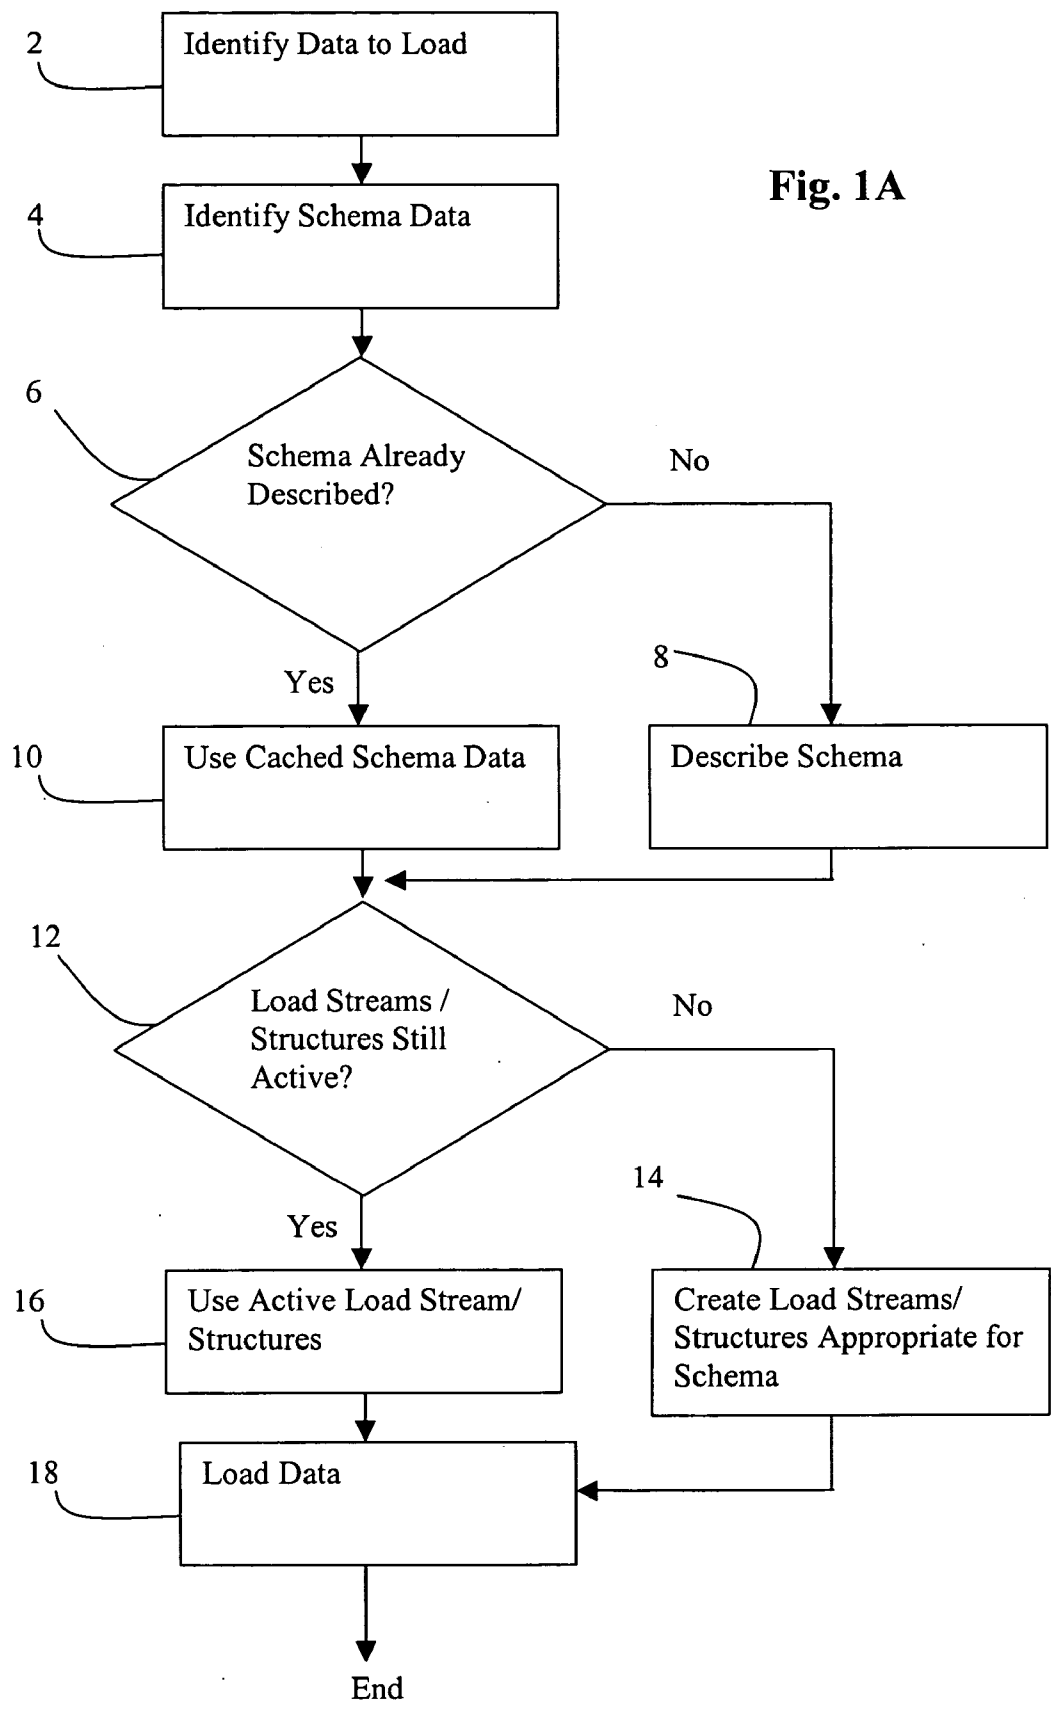 2
Identify Data to Load
Fig. 1A
4
Identify Schema Data
6
Schema Already
Described?
No
Yes
8
10
Use Cached Schema Data
Describe Schema
12
Load Streams /
Structures Still
Active?
No
Yes
14
16
Use Active Load Stream/
Structures
Create Load Streams/
Structures Appropriate for
Schema
18
Load Data
End